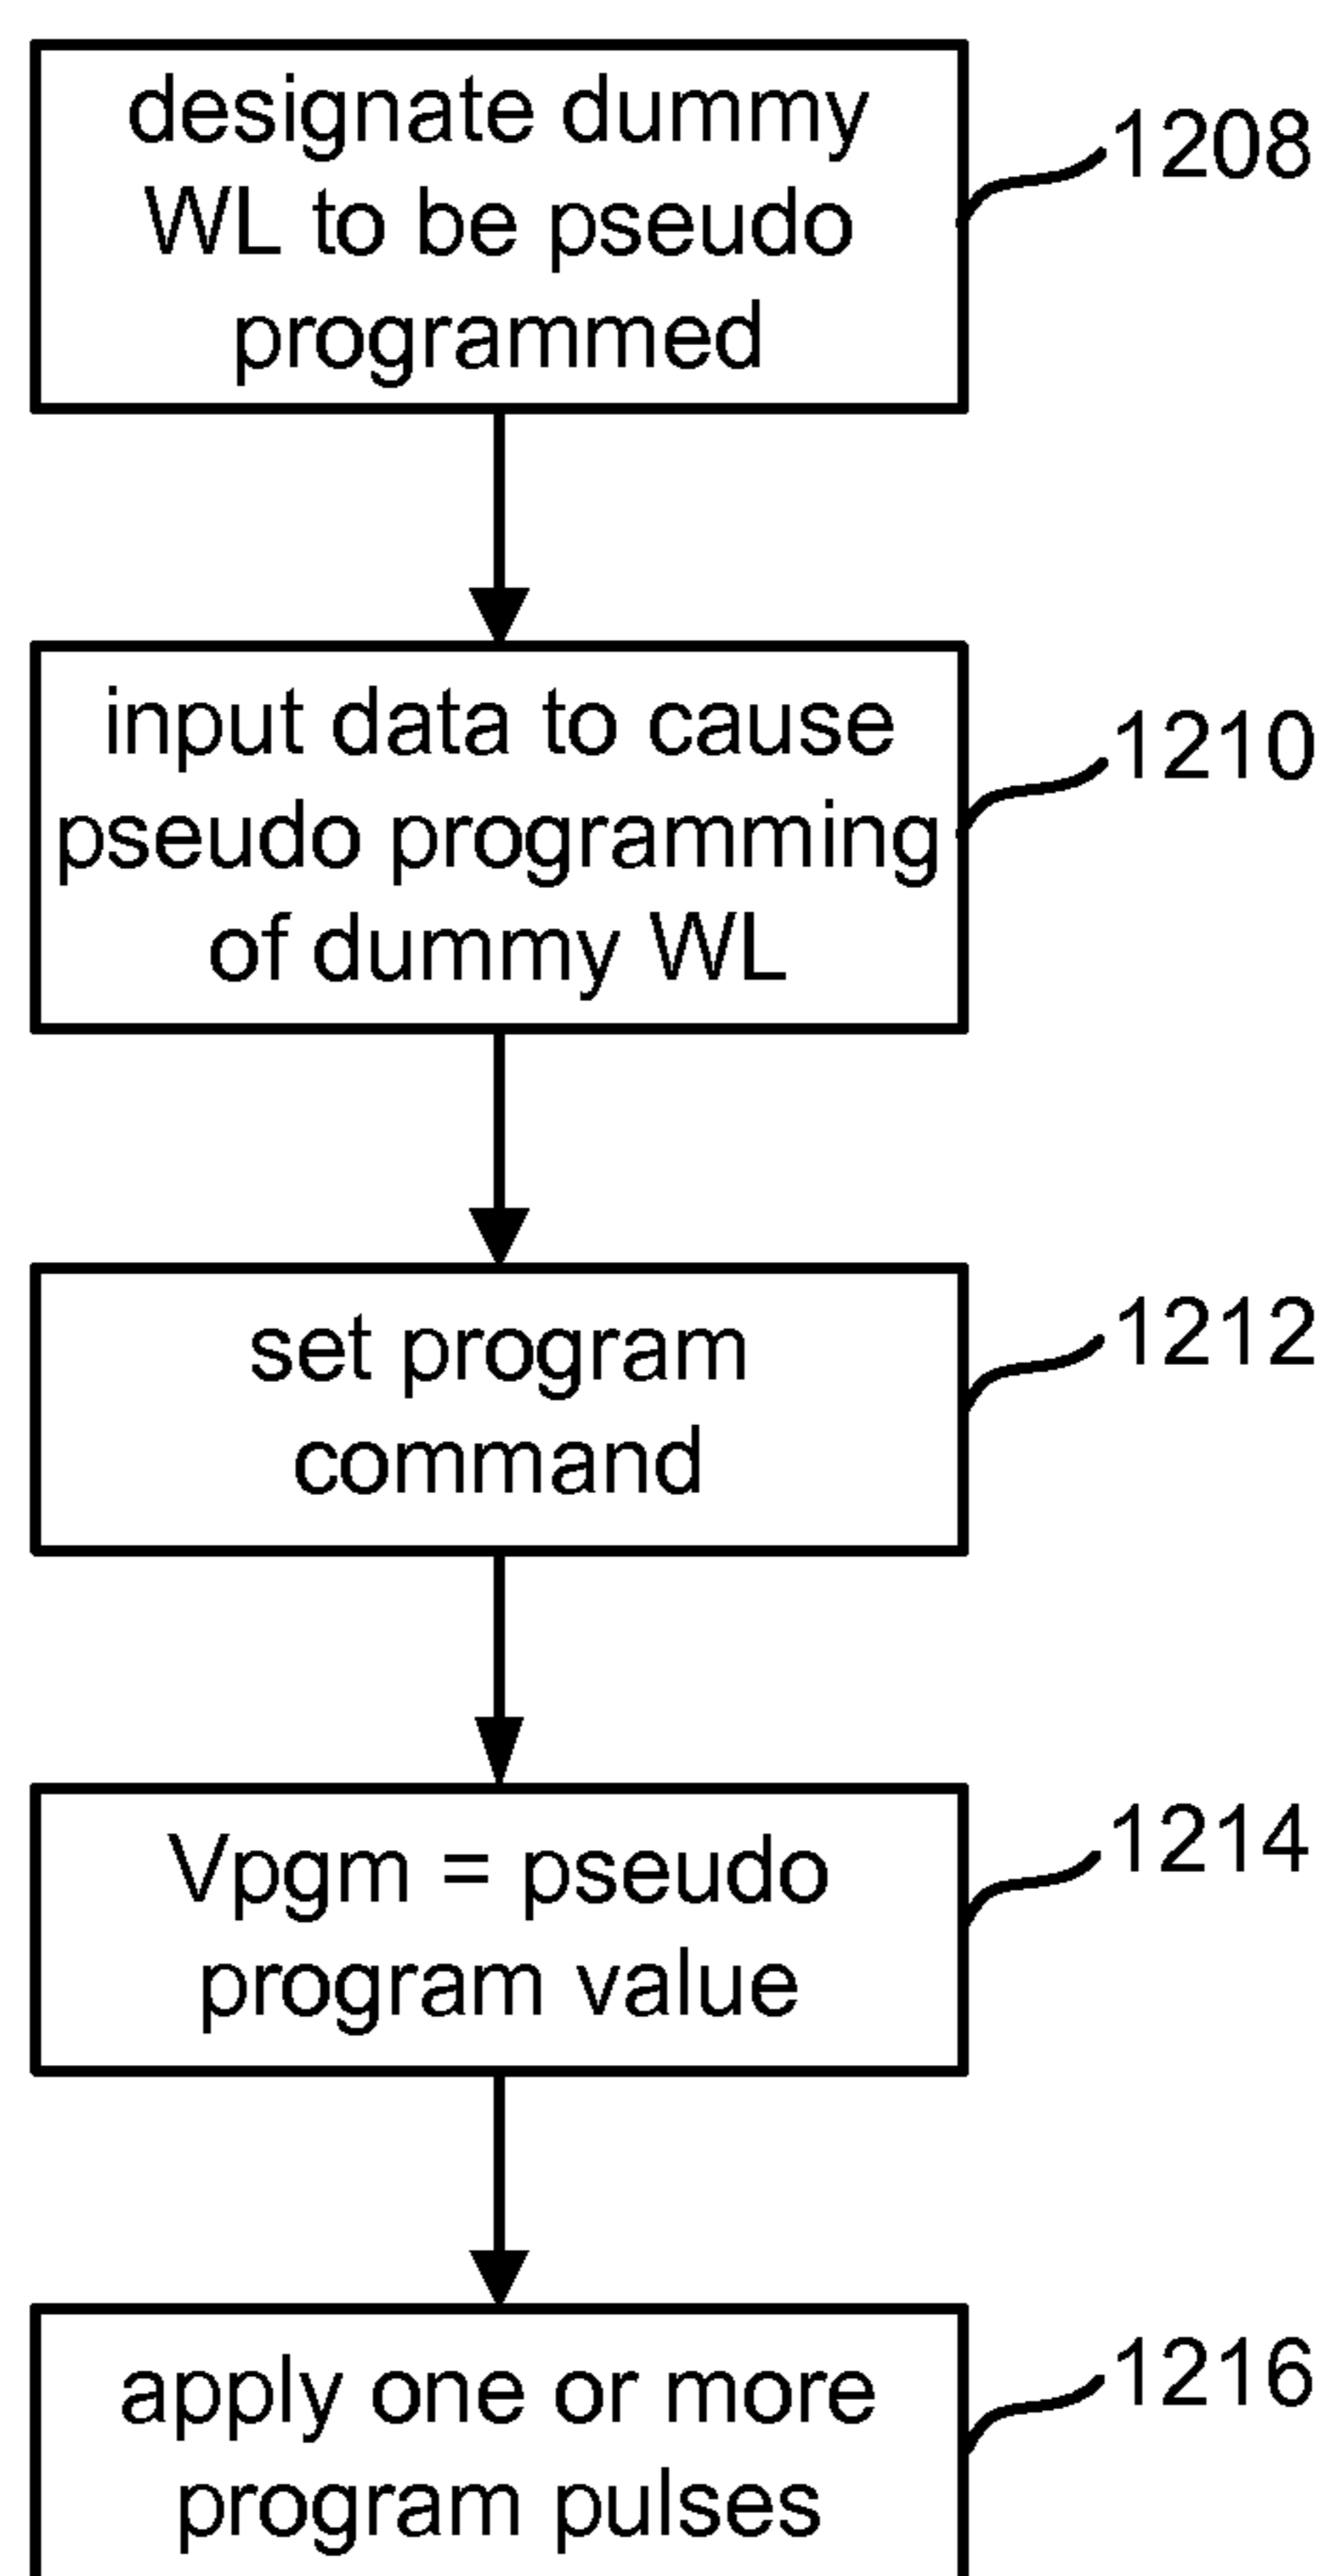 designate dummy
WL to be pseudo
programmed
1208
input data to cause
pseudo programming
of dummy WL
1210
set program
command
1212
Vpgm = pseudo
program value
1214
apply one or more
program pulses
1216